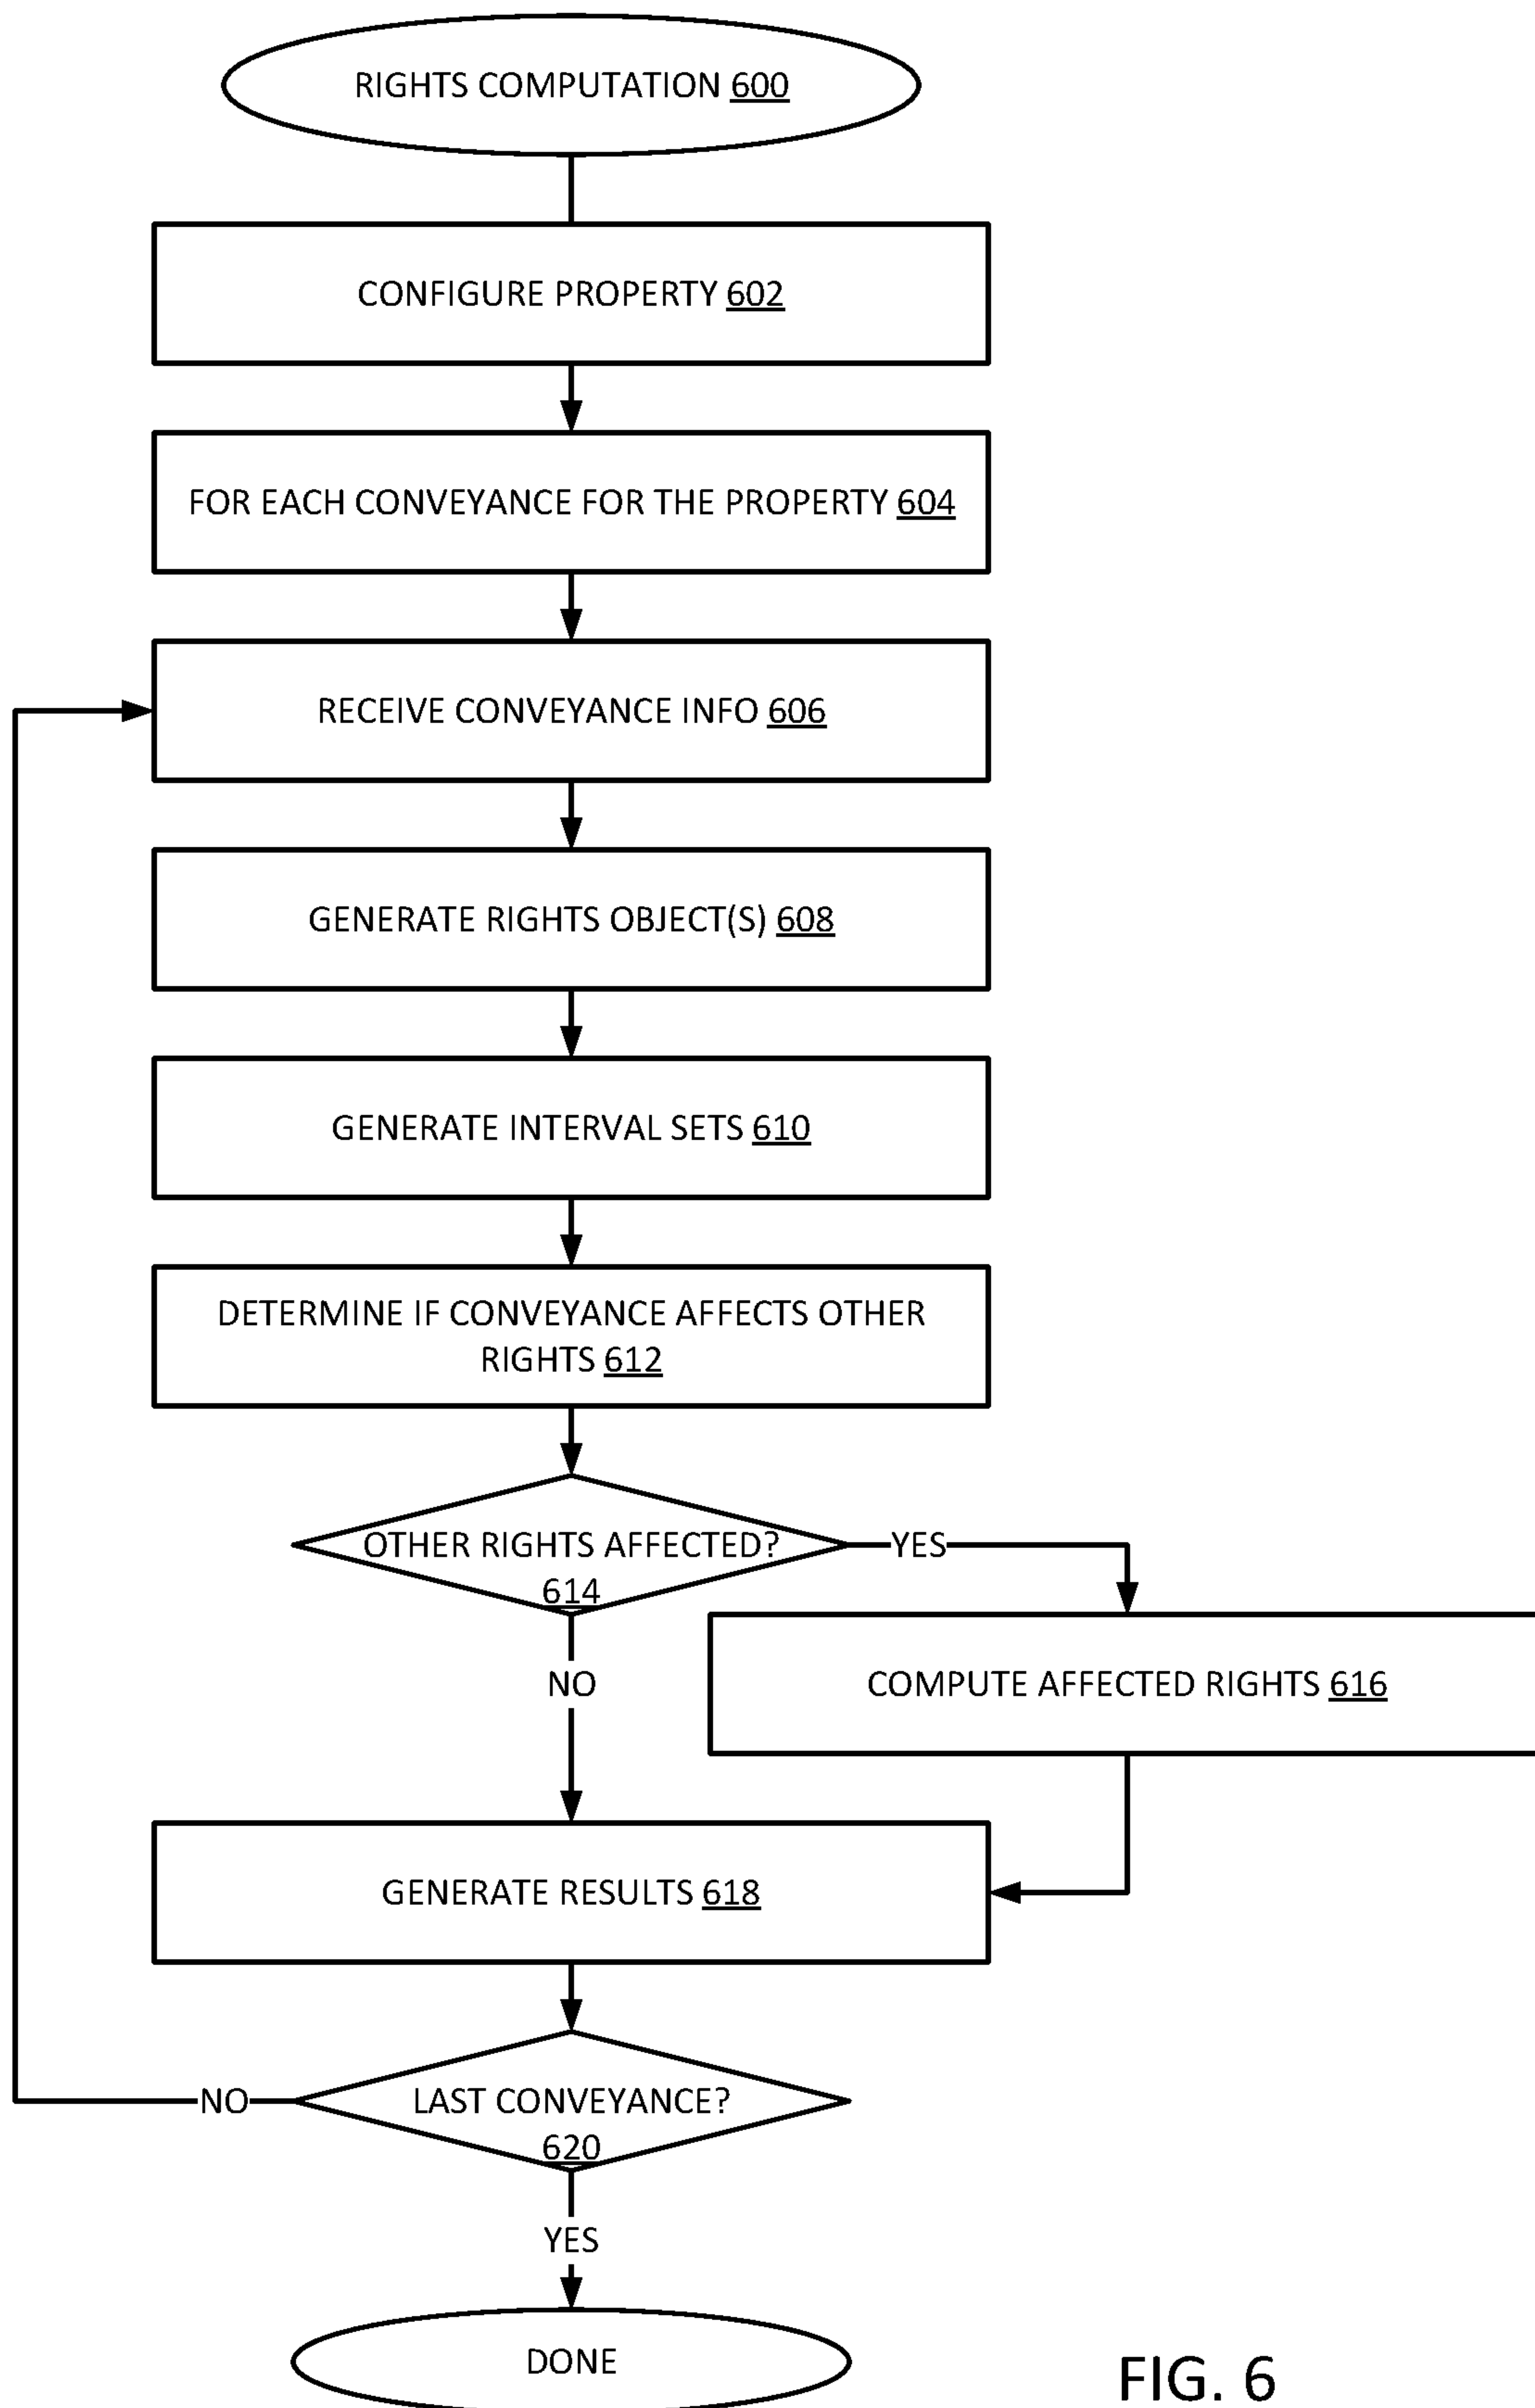 RIGHTS COMPUTATION 600
CONFIGURE PROPERTY 602
FOR EACH CONVEYANCE FOR THE PROPERTY 604
RECEIVE CONVEYANCE INFO 606
GENERATE RIGHTS OBJECT(S) 608
GENERATE INTERVAL SETS 610
DETERMINE IF CONVEYANCE AFFECTS OTHER
RIGHTS 612
OTHER RIGHTS AFFECTED?
614
YES
NO
COMPUTE AFFECTED RIGHTS 616
GENERATE RESULTS 618
LAST CONVEYANCE?
620
NO
YES
DONE
FIG. 6